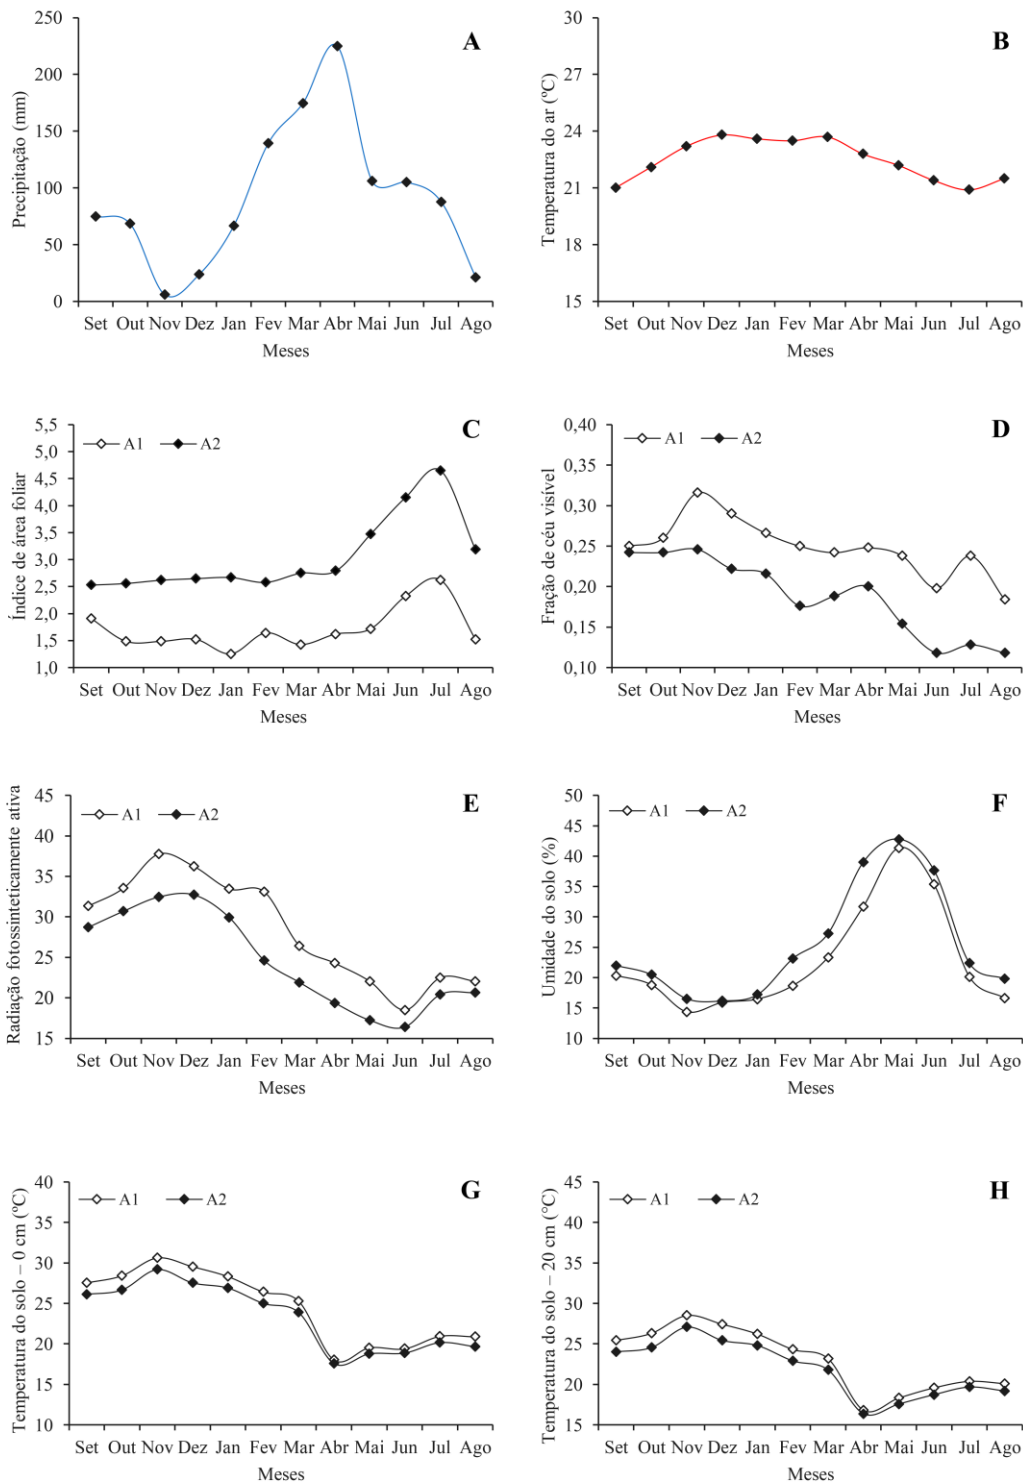 A
Precipitação (mm)
250
200
150
100
50
0
Set Out Nov Dez Jan Fev Mar Abr Mai Jun Jul Ago
Meses
B
Temperatura do ar (ºC)
30
27
24
21
18
15
Set Out Nov Dez Jan Fev Mar Abr Mai Jun Jul Ago
Meses
C
A1 A2
Índice de área foliar
5,5
5,0
4,5
4,0
3,5
3,0
2,5
2,0
1,5
1,0
Set Out Nov Dez Jan Fev Mar Abr Mai Jun Jul Ago
Meses
D
A1 A2
Fração de céu visível
0,40
0,35
0,30
0,25
0,20
0,15
0,10
Set Out Nov Dez Jan Fev Mar Abr Mai Jun Jul Ago
Meses
E
A1 A2
Radiação fotossinteticamente ativa
45
40
35
30
25
20
15
Set Out Nov Dez Jan Fev Mar Abr Mai Jun Jul Ago
Meses
F
A1 A2
Umidade do solo (%)
50
45
40
35
30
25
20
15
10
Set Out Nov Dez Jan Fev Mar Abr Mai Jun Jul Ago
Meses
G
A1 A2
Temperatura do solo – 0 cm (ºC)
40
35
30
25
20
15
10
Set Out Nov Dez Jan Fev Mar Abr Mai Jun Jul Ago
Meses
H
A1 A2
Temperatura do solo – 20 cm (°C)
45
40
35
30
25
20
15
Set Out Nov Dez Jan Fev Mar Abr Mai Jun Jul Ago
Meses